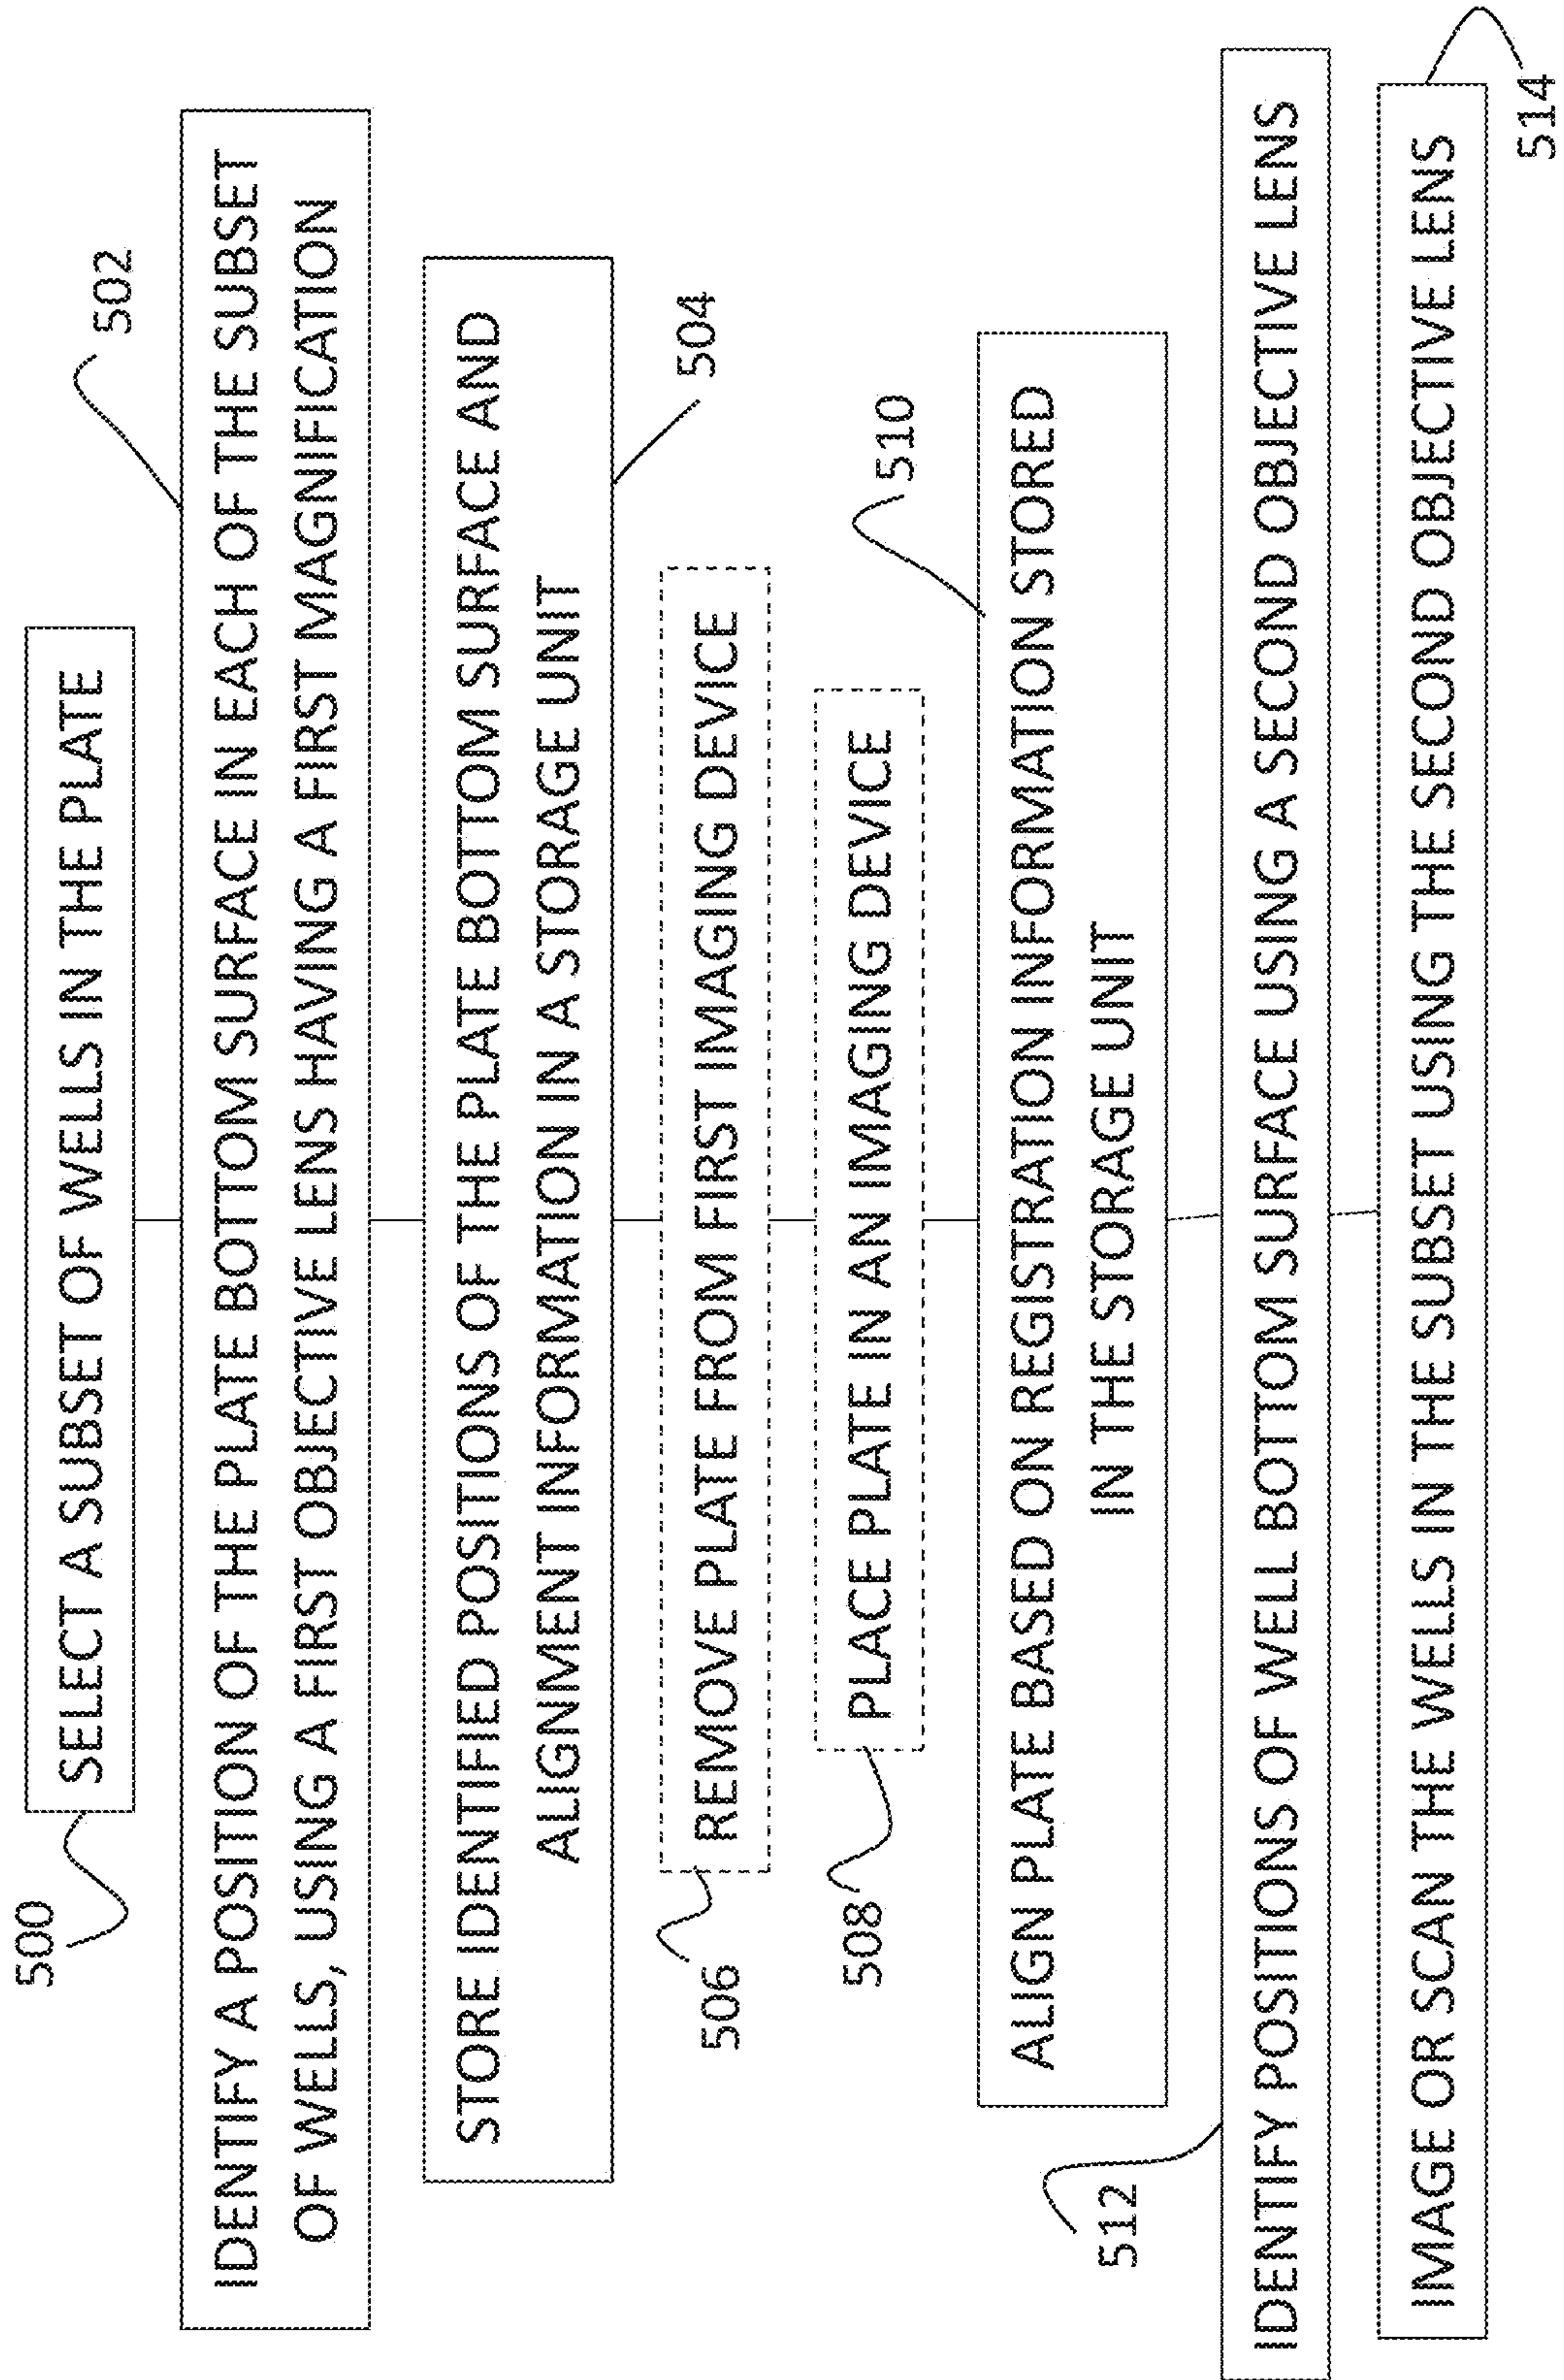 500
SELECT A SUBSET OF WELLS IN THE PLATE
502
IDENTIFY A POSITION OF THE PLATE BOTTOM SURFACE IN EACH OF THE SUBSET
OF WELLS, USING A FIRST OBJECTIVE LENS HAVING A FIRST MAGNIFICATION
504
STORE IDENTIFIED POSITIONS OF THE PLATE BOTTOM SURFACE AND
ALIGNMENT INFORMATION IN A STORAGE UNIT
506
REMOVE PLATE FROM FIRST IMAGING DEVICE
508
PLACE PLATE IN AN IMAGING DEVICE
510
ALIGN PLATE BASED ON REGISTRATION INFORMATION STORED
IN THE STORAGE UNIT
512
IDENTIFY POSITIONS OF WELL BOTTOM SURFACE USING A SECOND OBJECTIVE LENS
IMAGE OR SCAN THE WELLS IN THE SUBSET USING THE SECOND OBJECTIVE LENS
514